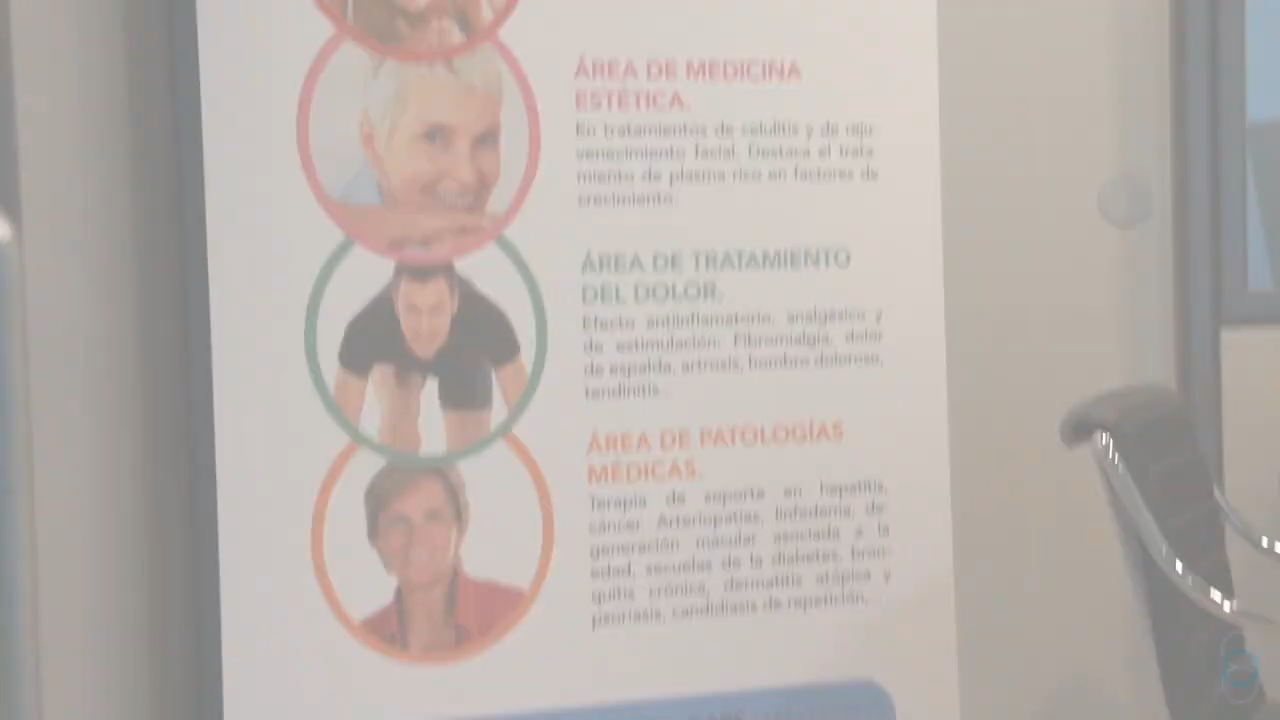 ÁREA DE MEDICINA
ESTÉTICA.
En tratamientos de celulitis y de reju-
venecimiento facial. Destaca el trata-
miento de plasma rico en factores de
crecimiento.
ÁREA DE TRATAMIENTO
DEL DOLOR.
Efecto antiinflamatorio, analgésico y
de estimulación: Fibromialgia, dolor
de espalda, artrosis, hombro doloroso,
tendinitis..
ÁREA DE PATOLOGÍAS
MÉDICAS.
Terapia de soporte en hepatitis,
cáncer. Arteriopatías, linfedema, de-
generación macular asociada a la
edad, secuelas de la diabetes, bron-
quitis crónica, dermatitis atópica y
psoriasis, candidiasis de repetición.